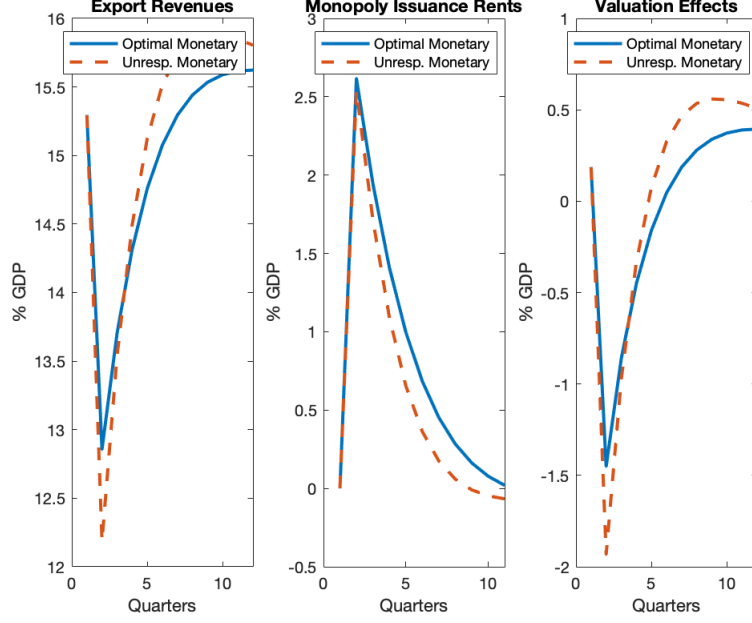 Export Revenues
Optimal Monetary
Unresp. Monetary
16
15.5
15
14.5
14
13.5
13
12.5
12
% GDP
0
5
10
Quarters
Monopoly Issuance Rents
Optimal Monetary
Unresp. Monetary
3
2.5
2
1.5
1
0.5
0
-0.5
% GDP
0
5
10
Quarters
Valuation Effects
Optimal Monetary
Unresp. Monetary
1
0.5
0
-0.5
-1
-1.5
-2
% GDP
0
5
10
Quarters